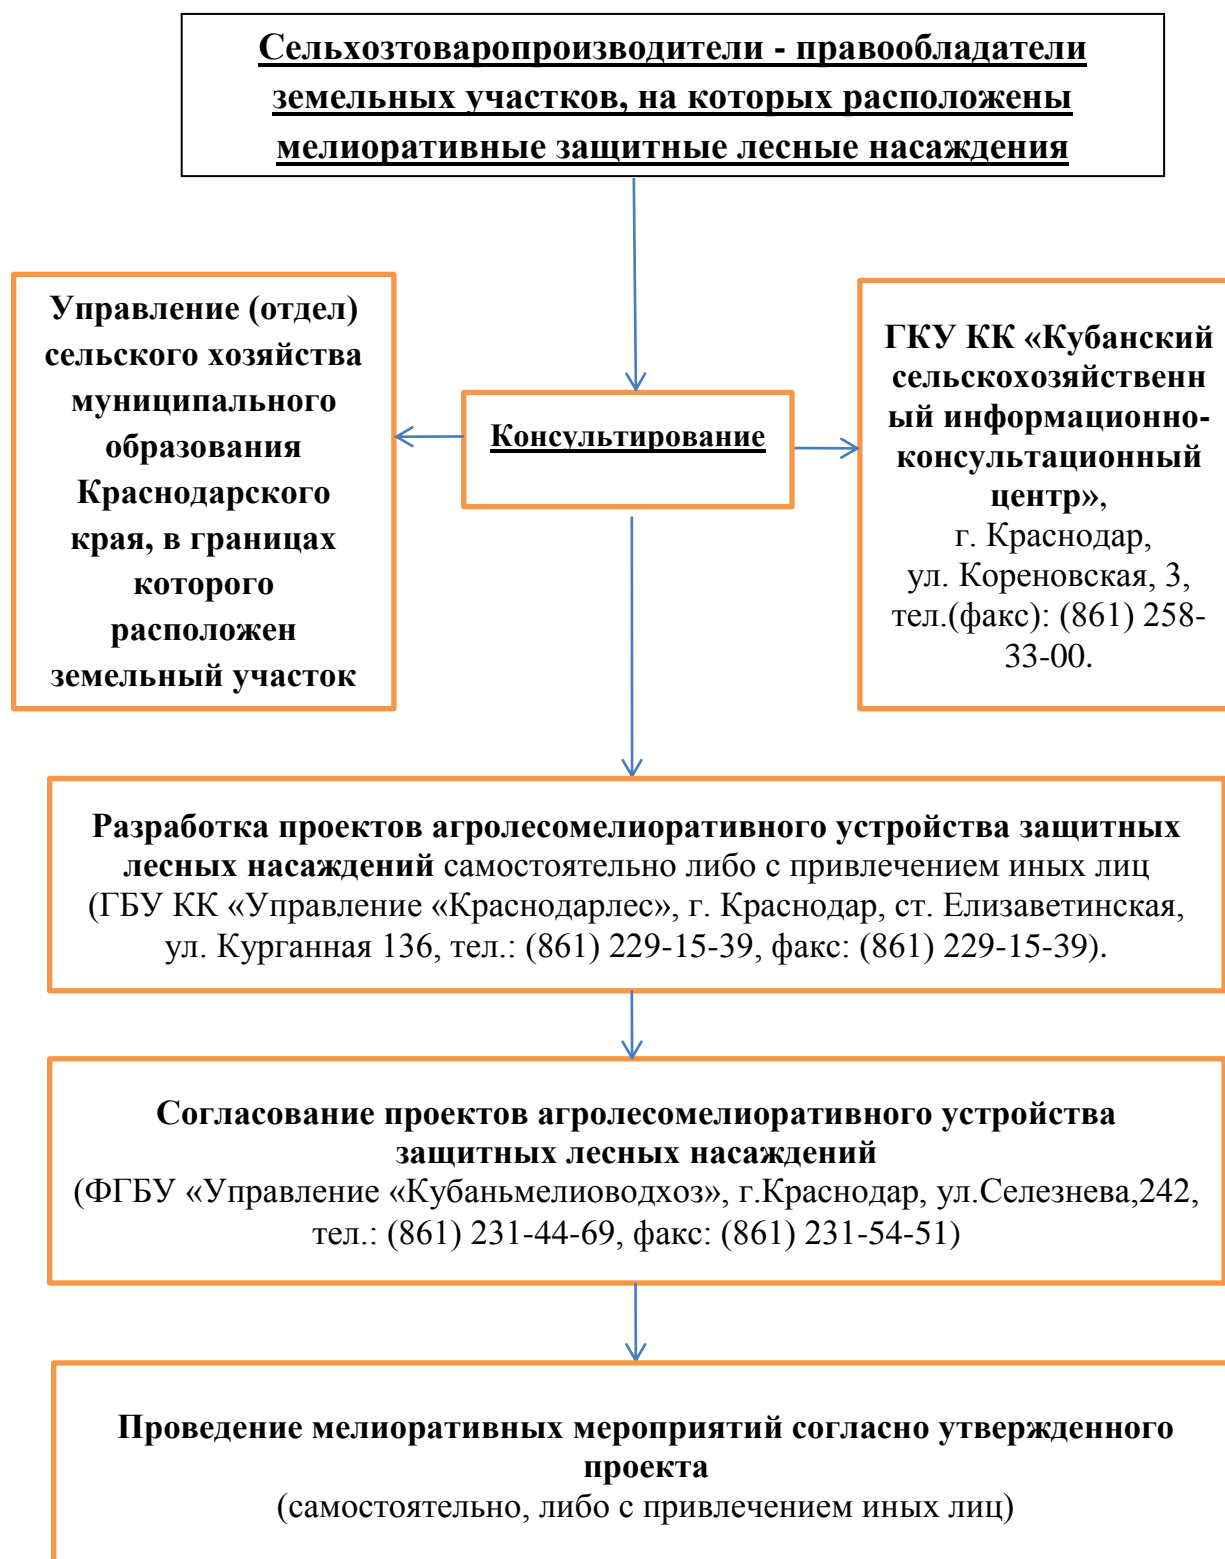 Сельхозтоваропроизводители - правообладатели
земельных участков, на которых расположены
мелиоративные защитные лесные насаждения
Управление (отдел)
сельского хозяйства
муниципального
образования
Краснодарского
края, в границах
которого
расположен
земельный участок
Консультирование
ГКУ КК «Кубанский
сельскохозяйственн
ый информационно-
консультационный
центр»,
г. Краснодар,
ул. Кореновская, 3,
тел.(факс): (861) 258-
33-00.
Разработка проектов агролесомелиоративного устройства защитных
лесных насаждений самостоятельно либо с привлечением иных лиц
(ГБУ КК «Управление «Краснодарлес», г. Краснодар, ст. Елизаветинская,
ул. Курганная 136, тел.: (861) 229-15-39, факс: (861) 229-15-39).
Согласование проектов агролесомелиоративного устройства
защитных лесных насаждений
(ФГБУ «Управление «Кубаньмелиоводхоз», г.Краснодар, ул.Селезнева,242,
тел.: (861) 231-44-69, факс: (861) 231-54-51)
Проведение мелиоративных мероприятий согласно утвержденного
проекта
(самостоятельно, либо с привлечением иных лиц)